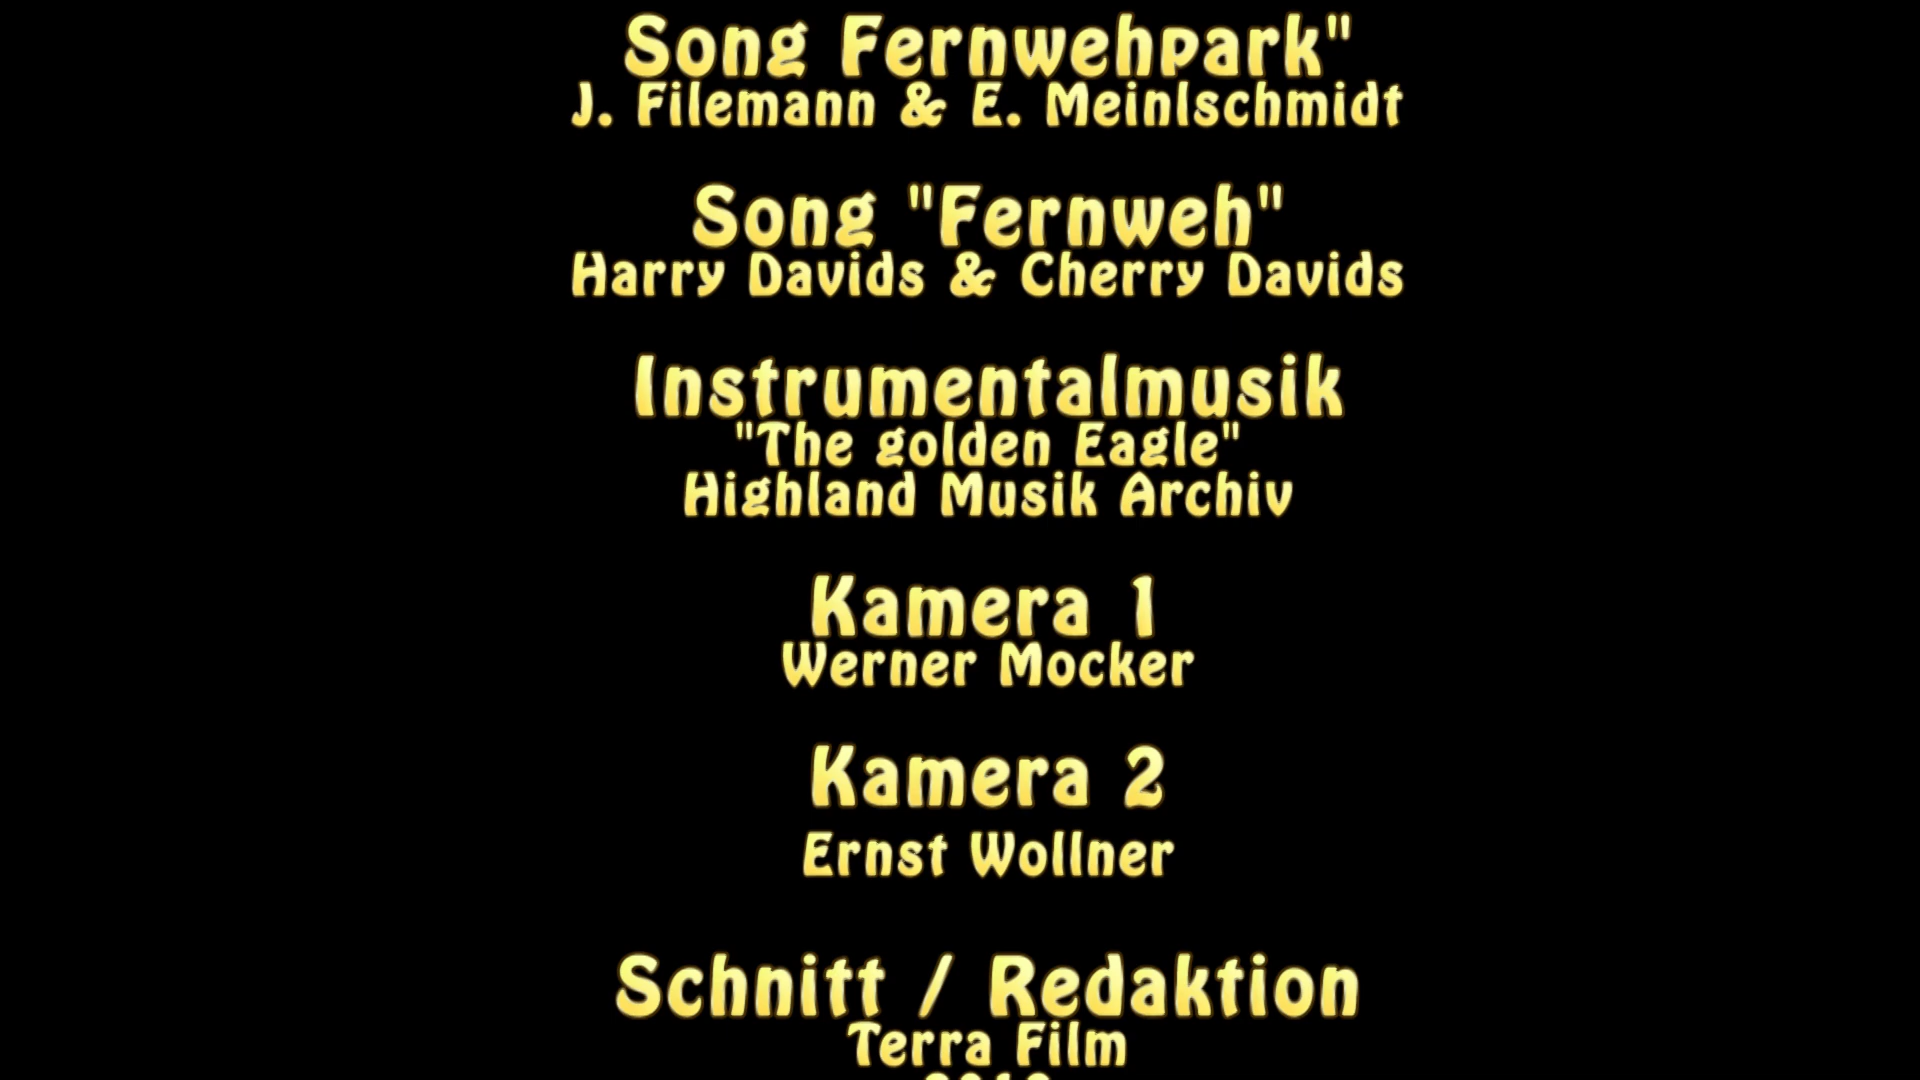 Song Fernwehpark"
J. Filemann & E. Meinlschmidt
Song "Fernweh"
Harry Davids & Cherry Davids
Instrumentalmusik
"The golden Eagle"
Highland Musik Archiv
Kamera 1
Werner Mocker
Kamera 2
Ernst Wollner
Schnitt / Redaktion
Terra Film